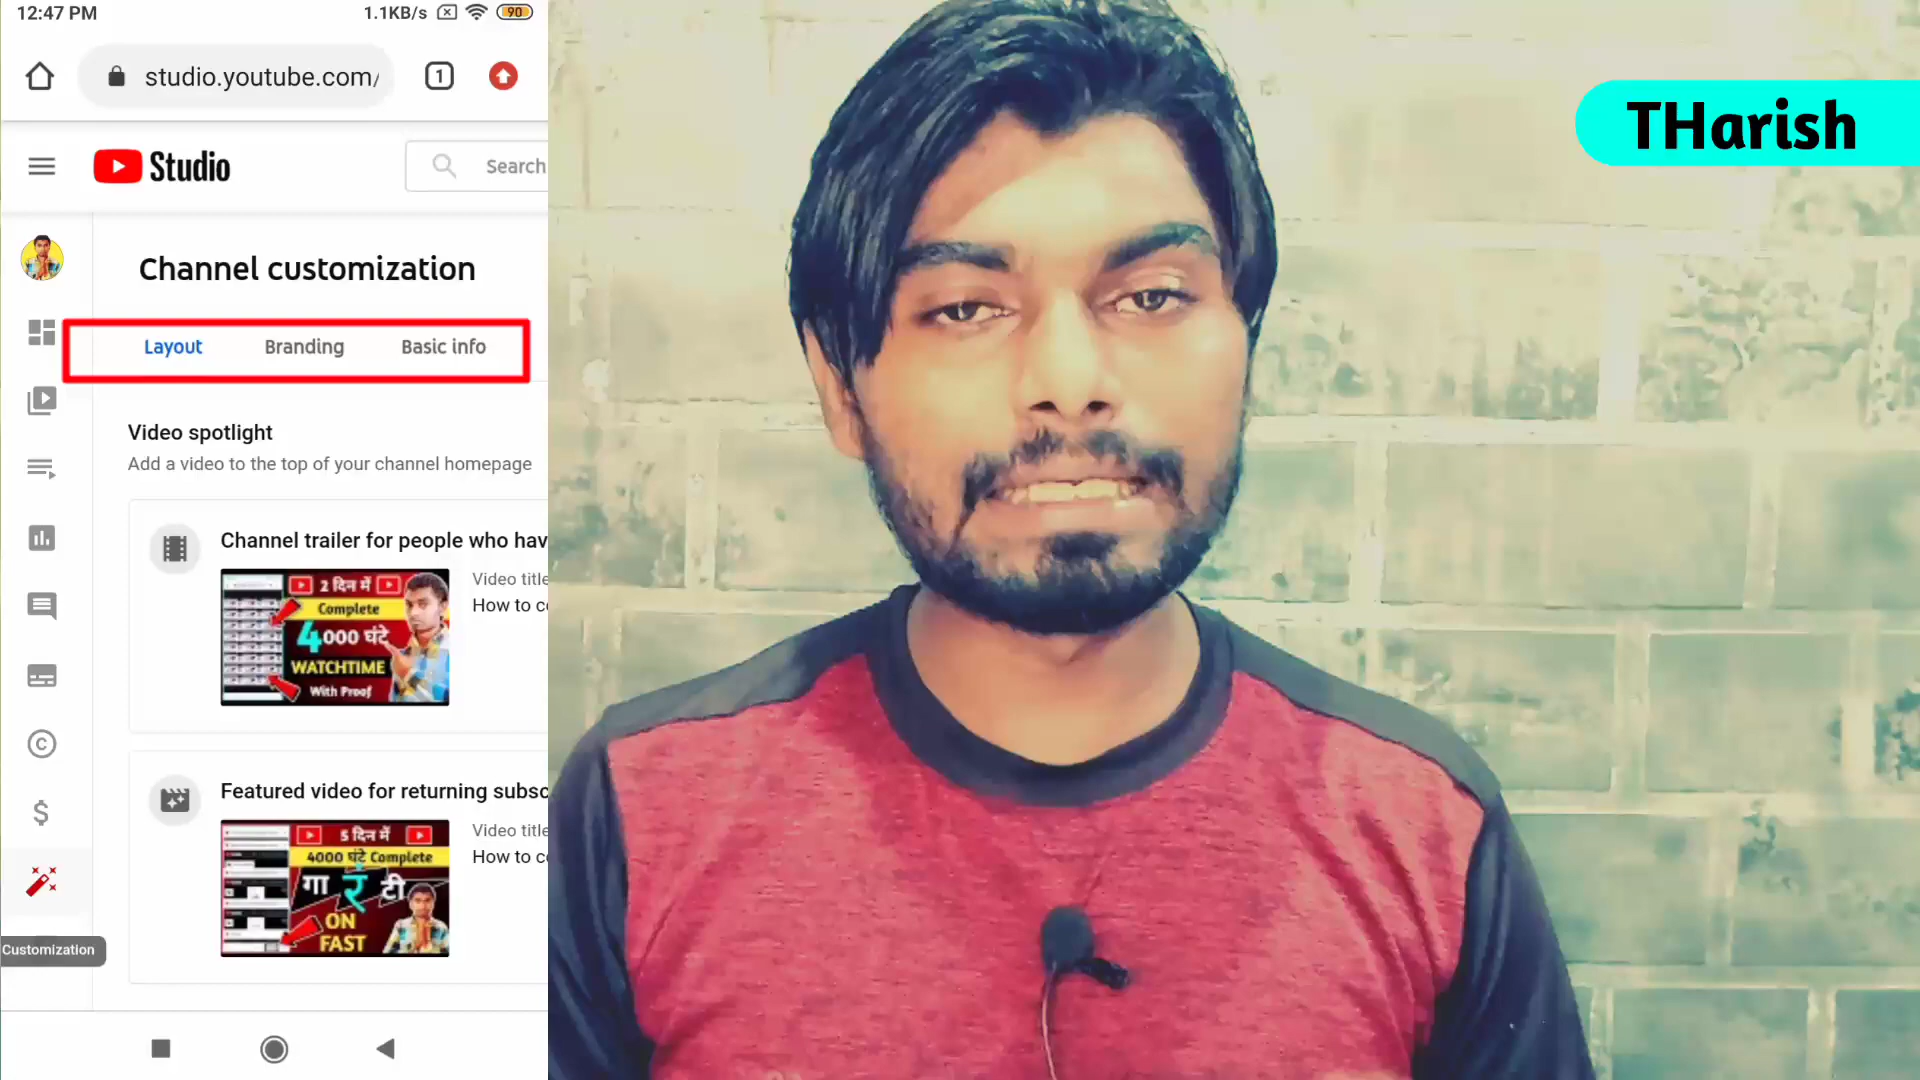 12:47 PM
1.1KB/s
90
studio.youtube.com/
1
Studio
Search
THarish
Channel customization
Layout
Branding
Basic info
Video spotlight
Add a video to the top of your channel homepage
Channel trailer for people who hav
Video title
How to co
2 दिन में
Complete
4000 घंटे
WATCHTIME
With Proof
Featured video for returning subsc
Video title
How to co
5 दिन में
4000 घंटे Complete
गारंटी
ON
FAST
Customization